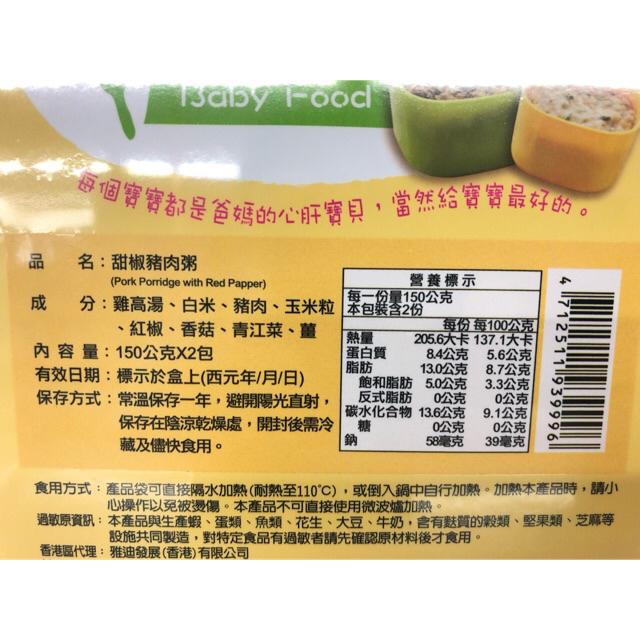 Baby Food
每個寶寶都是爸媽的心肝寶貝，當然給寶寶最好的。
品　　名：甜椒豬肉粥
(Pork Porridge with Red Papper)
成　　分：雞高湯、白米、豬肉、玉米粒
、紅椒、香菇、青江菜、薑
內 容 量：150公克X2包
有效日期：標示於盒上(西元年/月/日)
保存方式：常溫保存一年，避開陽光直射，
保存在陰涼乾燥處，開封後需冷
藏及儘快食用。
營養標示
每一份量150公克
本包裝含2份
每份 每100公克
熱量 205.6大卡 137.1大卡
蛋白質 8.4公克 5.6公克
脂肪 13.0公克 8.7公克
飽和脂肪 5.0公克 3.3公克
反式脂肪 0公克 0公克
碳水化合物 13.6公克 9.1公克
糖 0公克 0公克
鈉 58毫克 39毫克
4712511939996
食用方式：產品袋可直接隔水加熱(耐熱至110℃)，或倒入鍋中自行加熱。加熱本產品時，請小
心操作以免被燙傷。本產品不可直接使用微波爐加熱。
過敏原資訊：本產品與生產蝦、蛋類、魚類、花生、大豆、牛奶，含有麩質的穀類、堅果類、芝麻等
設施共同製造，對特定食品有過敏者請先確認原材料後才食用。
香港區代理：雅迪發展(香港)有限公司